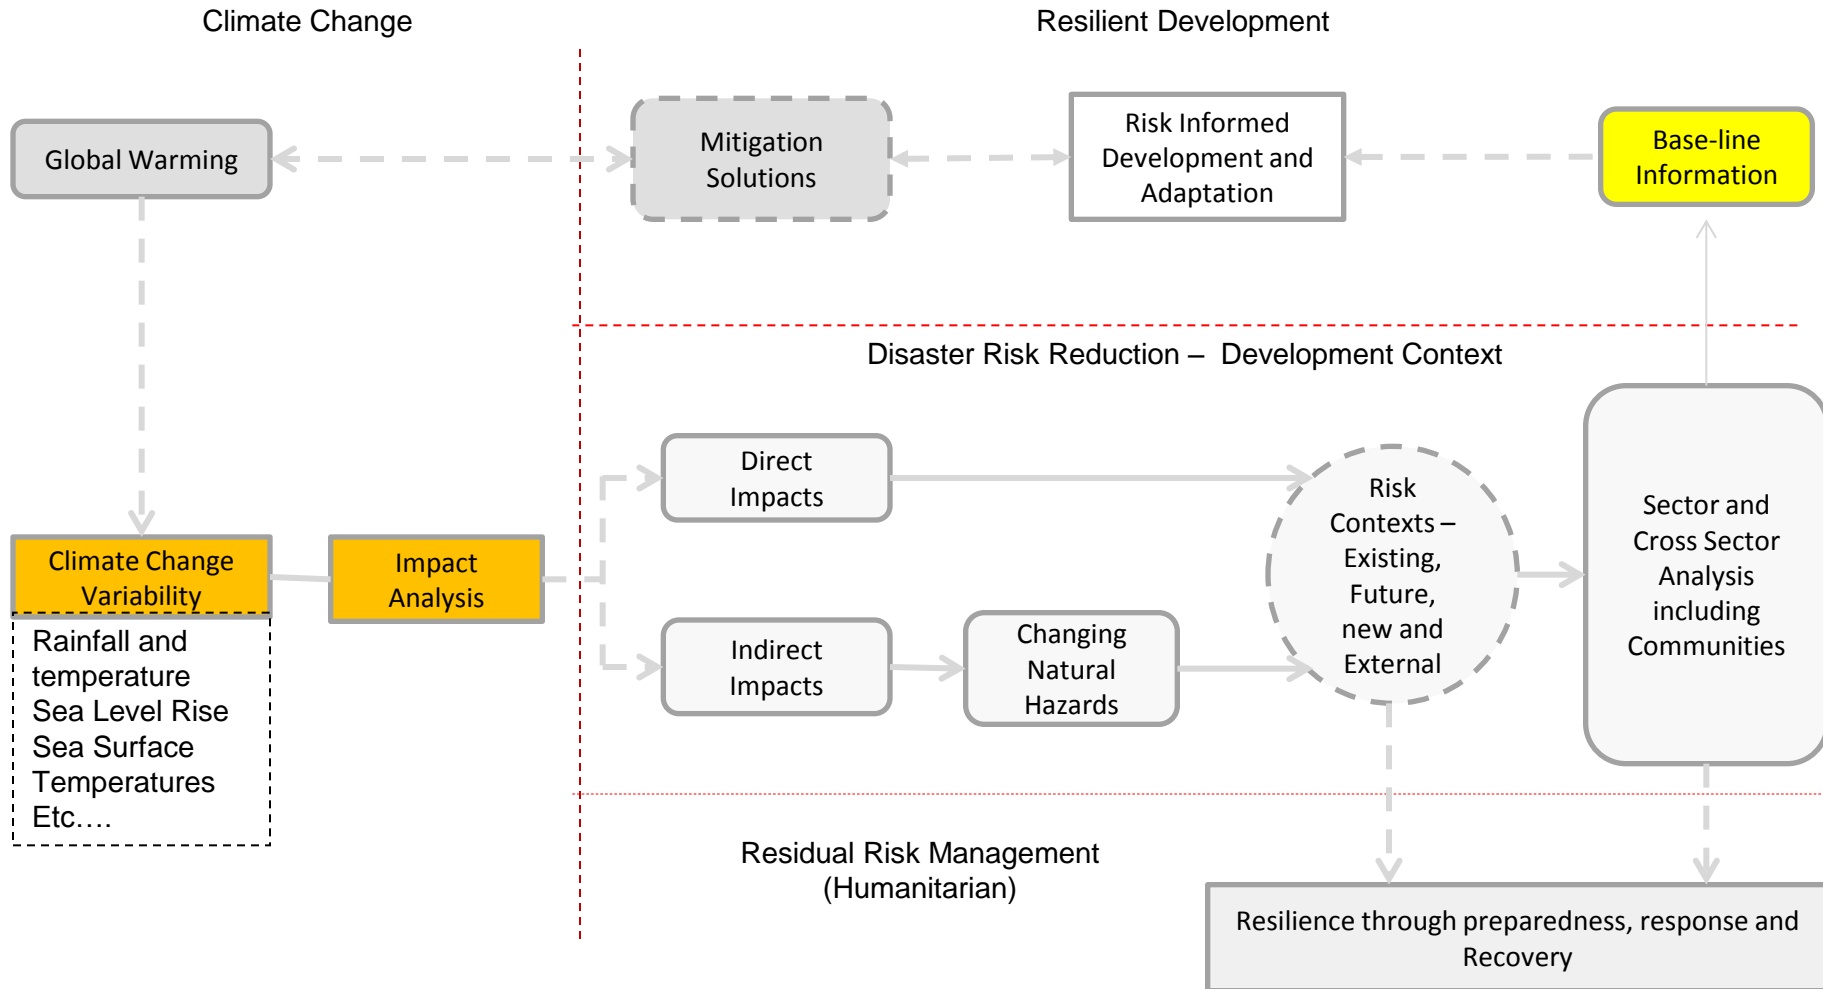 Climate Change
Resilient Development
Global Warming
Mitigation
Solutions
Risk Informed
Development and
Adaptation
Base-line
Information
Disaster Risk Reduction – Development Context
Direct
Impacts
Risk
Contexts –
Existing,
Future,
new and
External
Sector and
Cross Sector
Analysis
including
Communities
Climate Change
Variability
Impact
Analysis
Rainfall and
temperature
Sea Level Rise
Sea Surface
Temperatures
Etc….
Indirect
Impacts
Changing
Natural
Hazards
Residual Risk Management
(Humanitarian)
Resilience through preparedness, response and
Recovery